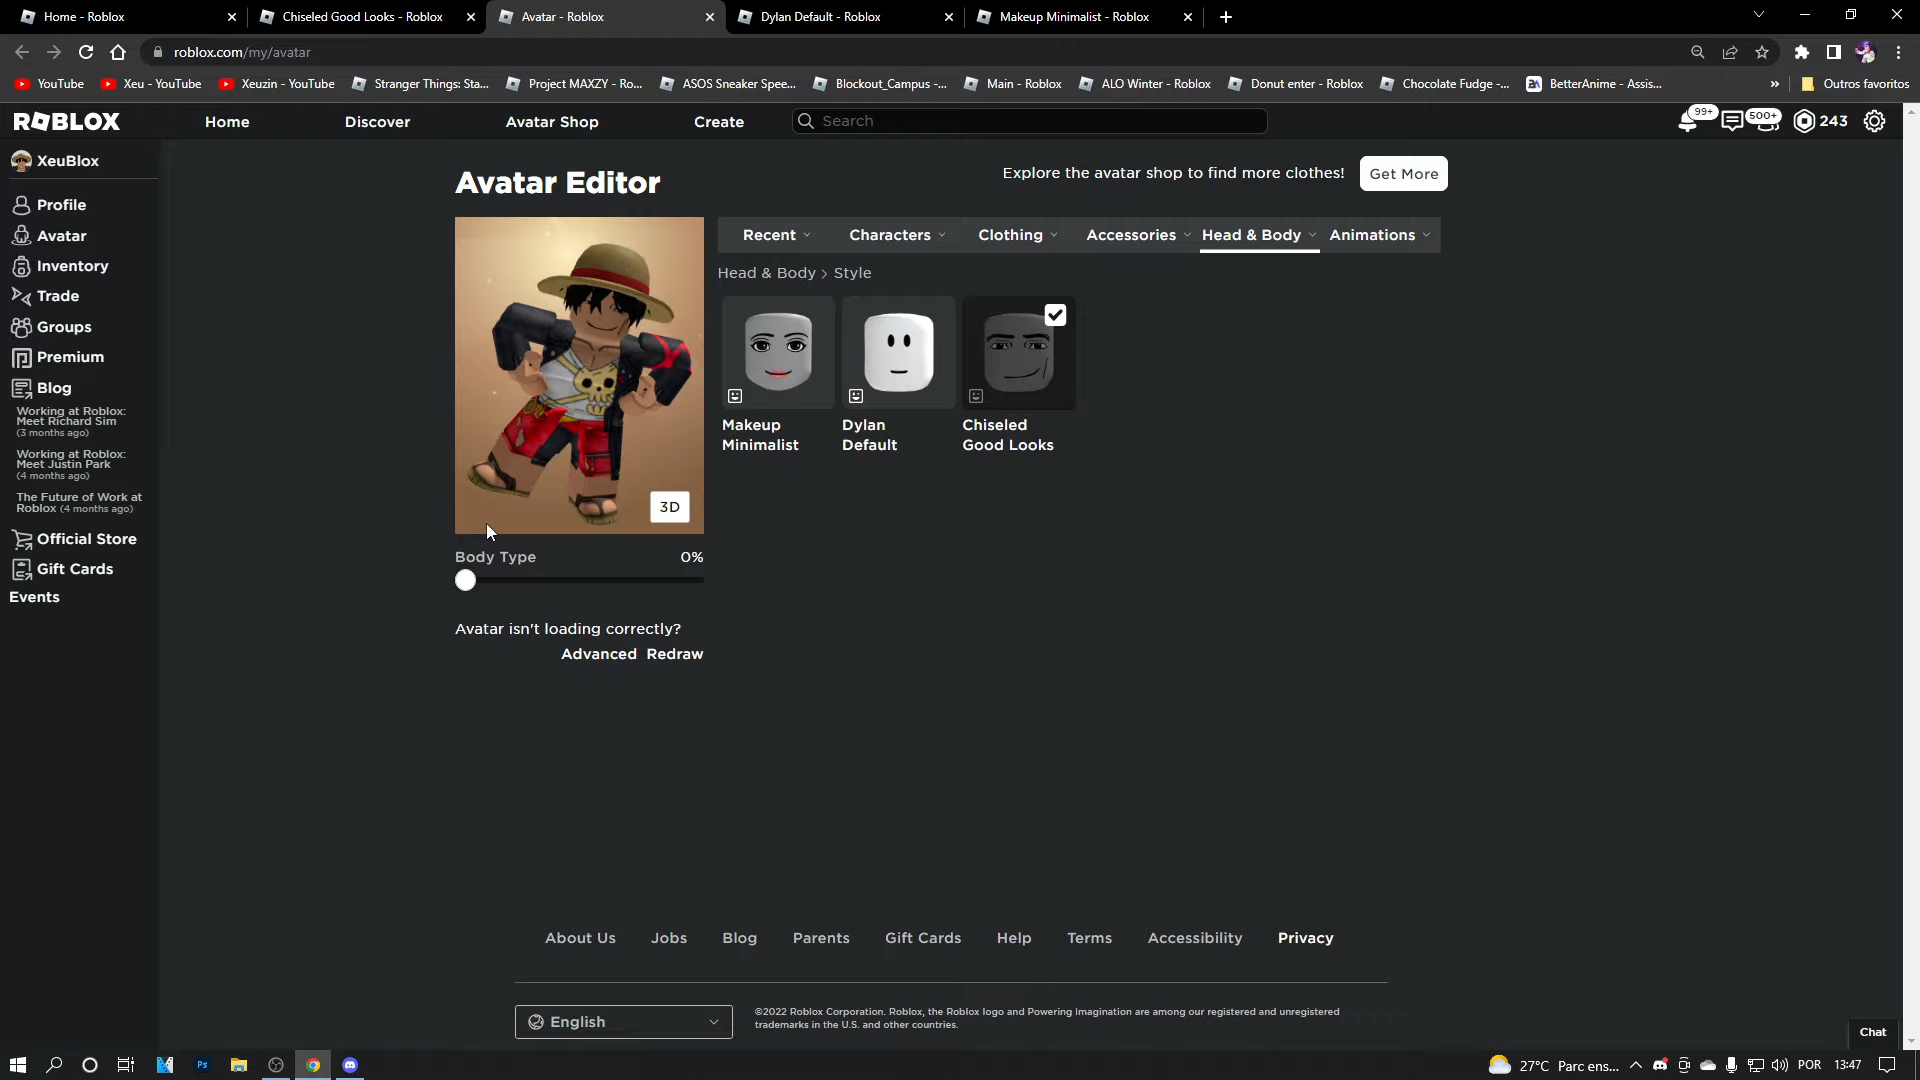 Home - Roblox
Chiseled Good Looks - Roblox
Avatar - Roblox
Dylan Default - Roblox
Makeup Minimalist - Roblox
roblox.com/my/avatar
YouTube
Xeu - YouTube
Xeuzin - YouTube
Stranger Things: Sta...
Project MAXZY - Ro...
ASOS Sneaker Spee...
Blockout_Campus -...
Main - Roblox
ALO Winter - Roblox
Donut enter - Roblox
Chocolate Fudge -...
BetterAnime - Assis...
»
Outros favoritos
ROBLOX
Home
Discover
Avatar Shop
Create
Search
99+
500+
243
XeuBlox
Profile
Avatar
Inventory
Trade
Groups
Premium
Blog
Working at Roblox:
Meet Richard Sim
(3 months ago)
Working at Roblox:
Meet Justin Park
(4 months ago)
The Future of Work at
Roblox (4 months ago)
Official Store
Gift Cards
Events
Avatar Editor
Explore the avatar shop to find more clothes!
Get More
3D
Body Type
0%
Avatar isn't loading correctly?
Advanced Redraw
Recent
Characters
Clothing
Accessories
Head & Body
Animations
Head & Body > Style
Makeup
Minimalist
Dylan
Default
Chiseled
Good Looks
About Us
Jobs
Blog
Parents
Gift Cards
Help
Terms
Accessibility
Privacy
English
©2022 Roblox Corporation. Roblox, the Roblox logo and Powering Imagination are among our registered and unregistered
trademarks in the U.S. and other countries.
Chat
Ps
27°C Parc ens...
POR
13:47